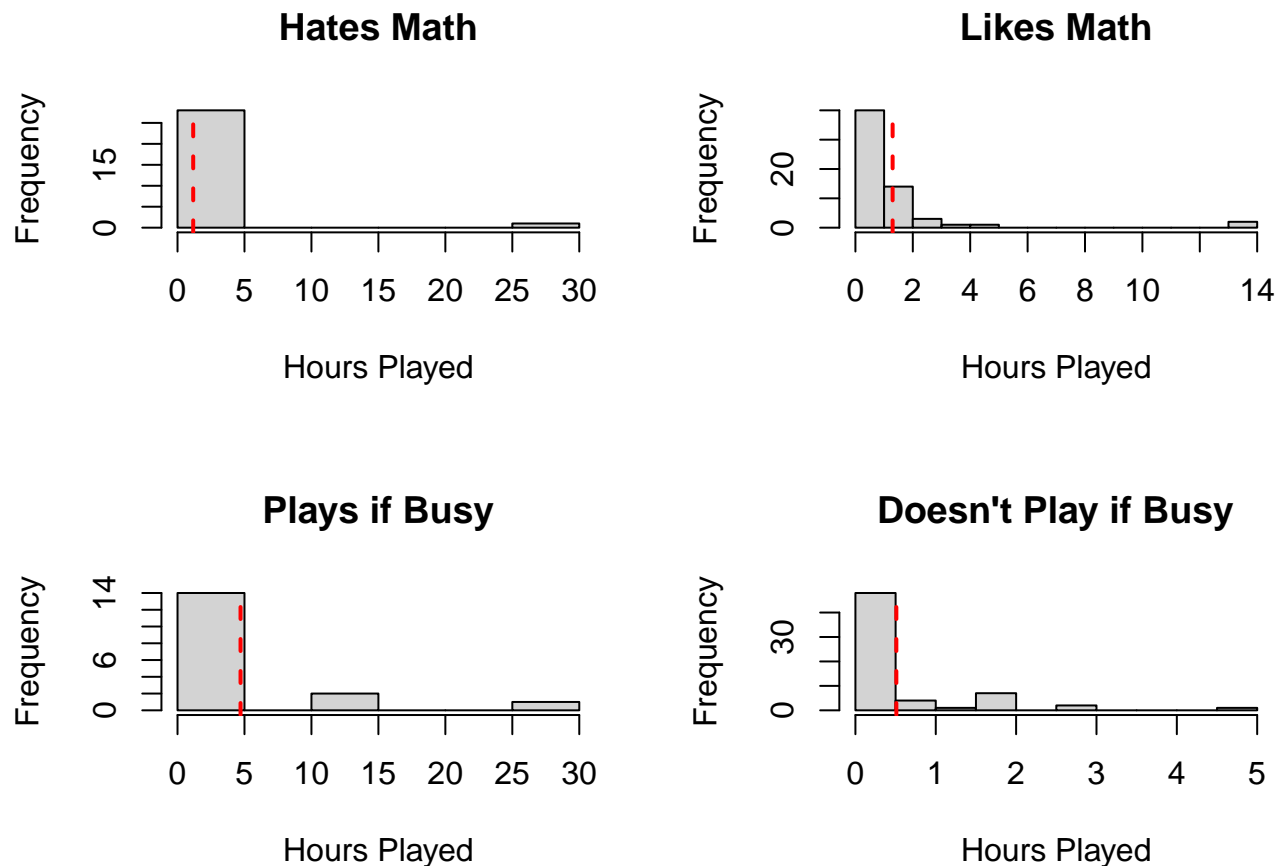 Hates Math
Frequency
15
0
0 5 10 15 20 25 30
Hours Played
Likes Math
Frequency
20
0
0 2 4 6 8 10 14
Hours Played
Plays if Busy
Frequency
14
6
0
0 5 10 15 20 25 30
Hours Played
Doesn't Play if Busy
Frequency
30
0
0 1 2 3 4 5
Hours Played